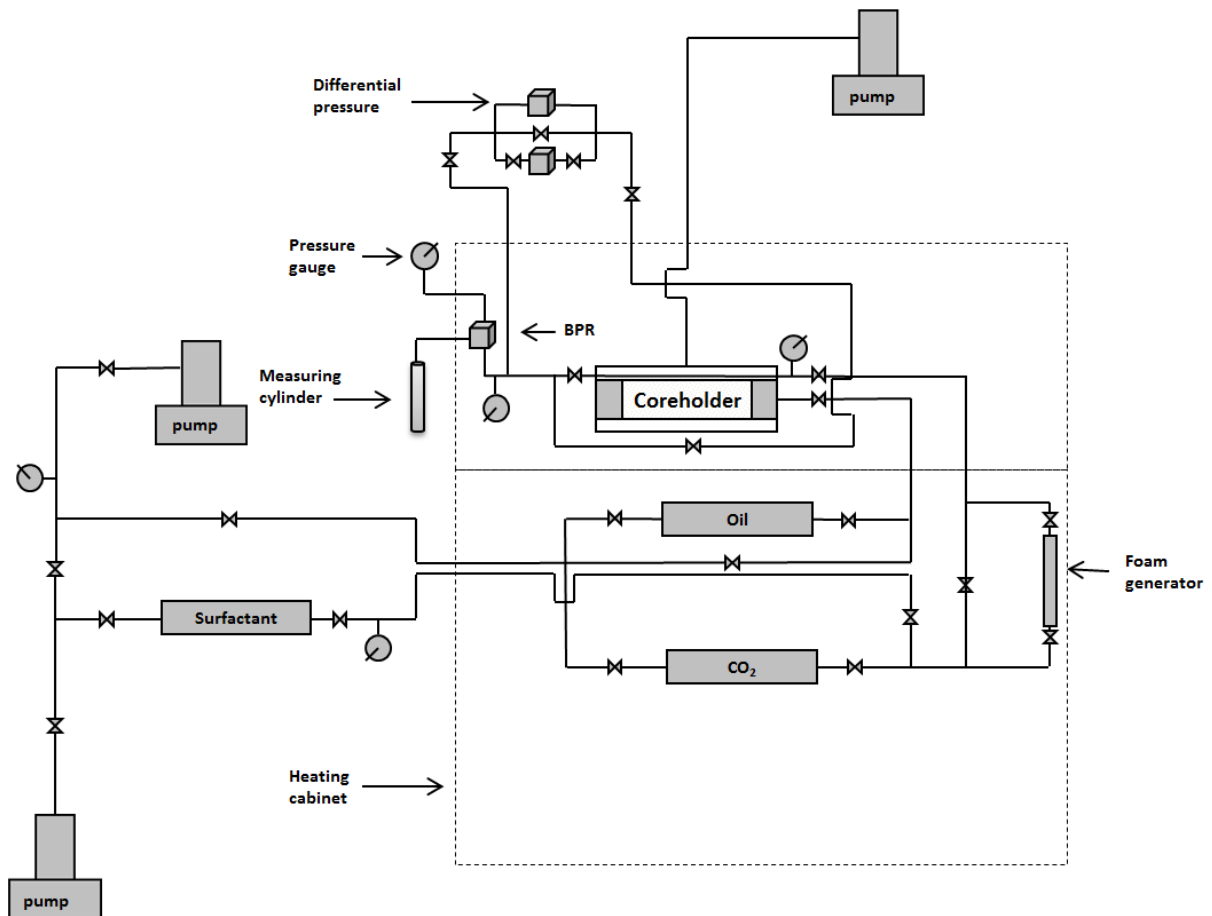 pump
Differential
pressure
Pressure
gauge
BPR
Measuring
cylinder
pump
Coreholder
Oil
Foam
generator
Surfactant
CO₂
Heating
cabinet
pump